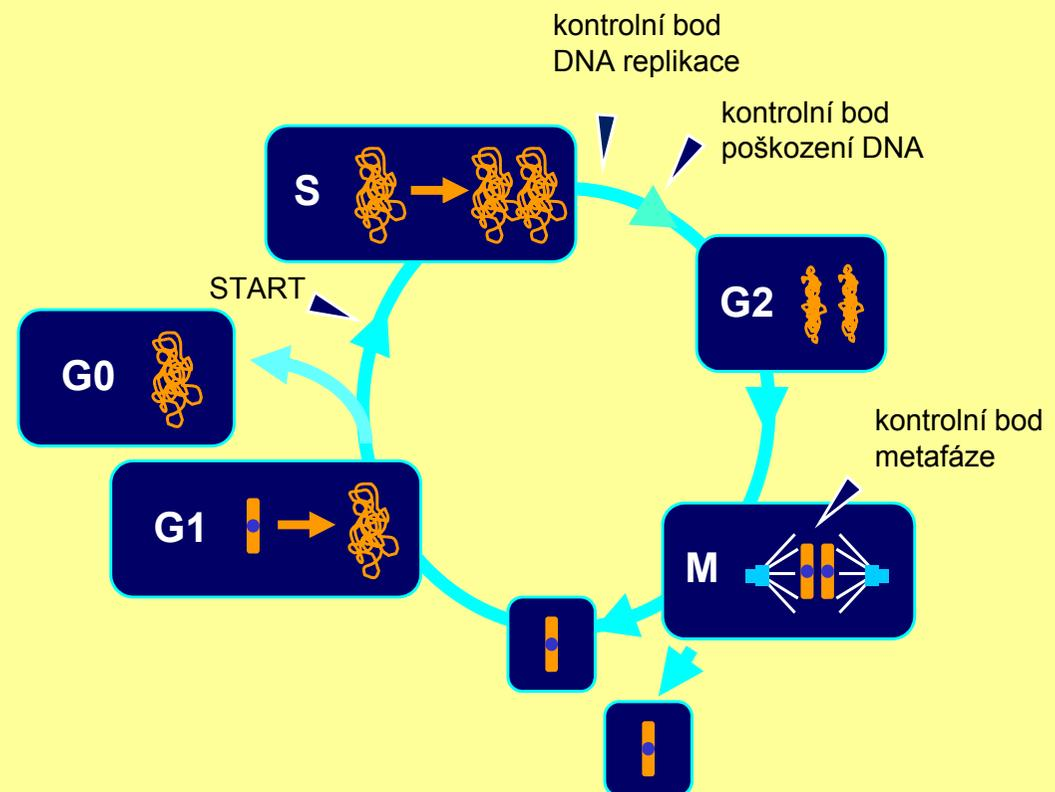 kontrolní bod
DNA replikace
kontrolní bod
poškození DNA
S
START
G2
G0
kontrolní bod
metafáze
G1
M